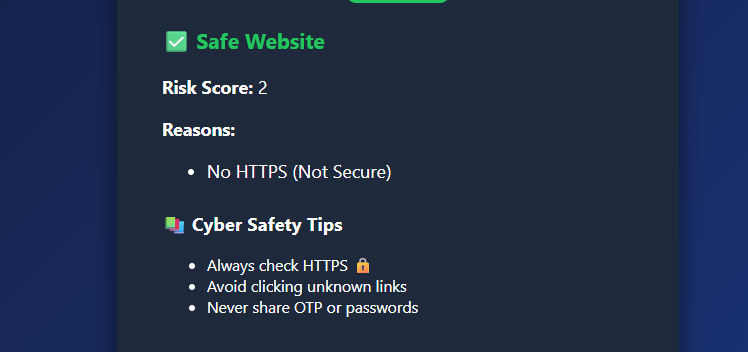 ✅ Safe Website
Risk Score: 2
Reasons:
• No HTTPS (Not Secure)
📚 Cyber Safety Tips
• Always check HTTPS 🔒
• Avoid clicking unknown links
• Never share OTP or passwords